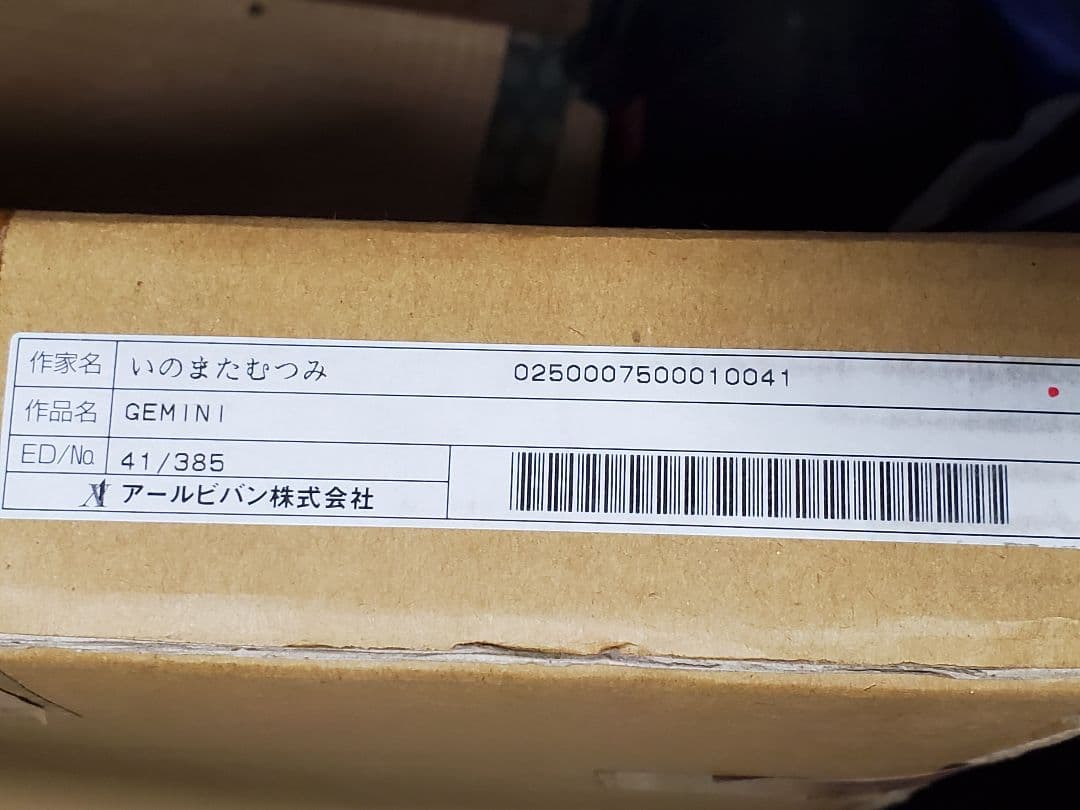 作家名 いのまたむつみ 0250007500010041
作品名 GEMINI
ED/No 41/385
アールビバン株式会社